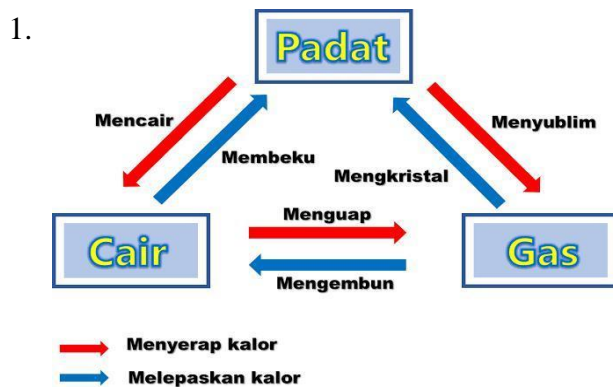 1.
Padat
Mencair
Menyublim
Membeku
Mengkristal
Menguap
Cair
Gas
Mengembun
Menyerap kalor
Melepaskan kalor